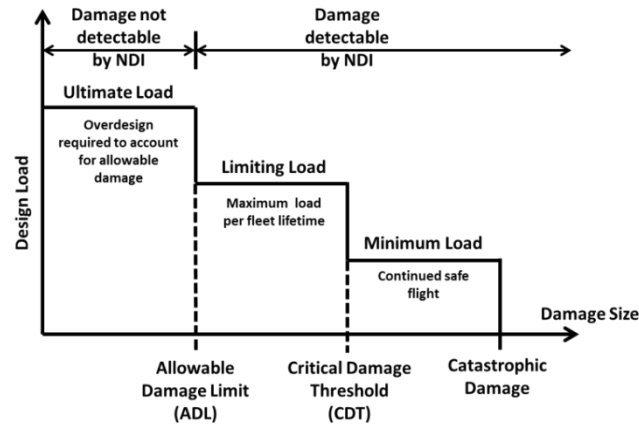 Damage not
detectable
by NDI
Damage
detectable
by NDI
Ultimate Load
Overdesign
required to account
for allowable
damage
Limiting Load
Maximum load
per fleet lifetime
Minimum Load
Continued safe
flight
Design Load
Damage Size
Allowable
Damage Limit
(ADL)
Critical Damage
Threshold
(CDT)
Catastrophic
Damage